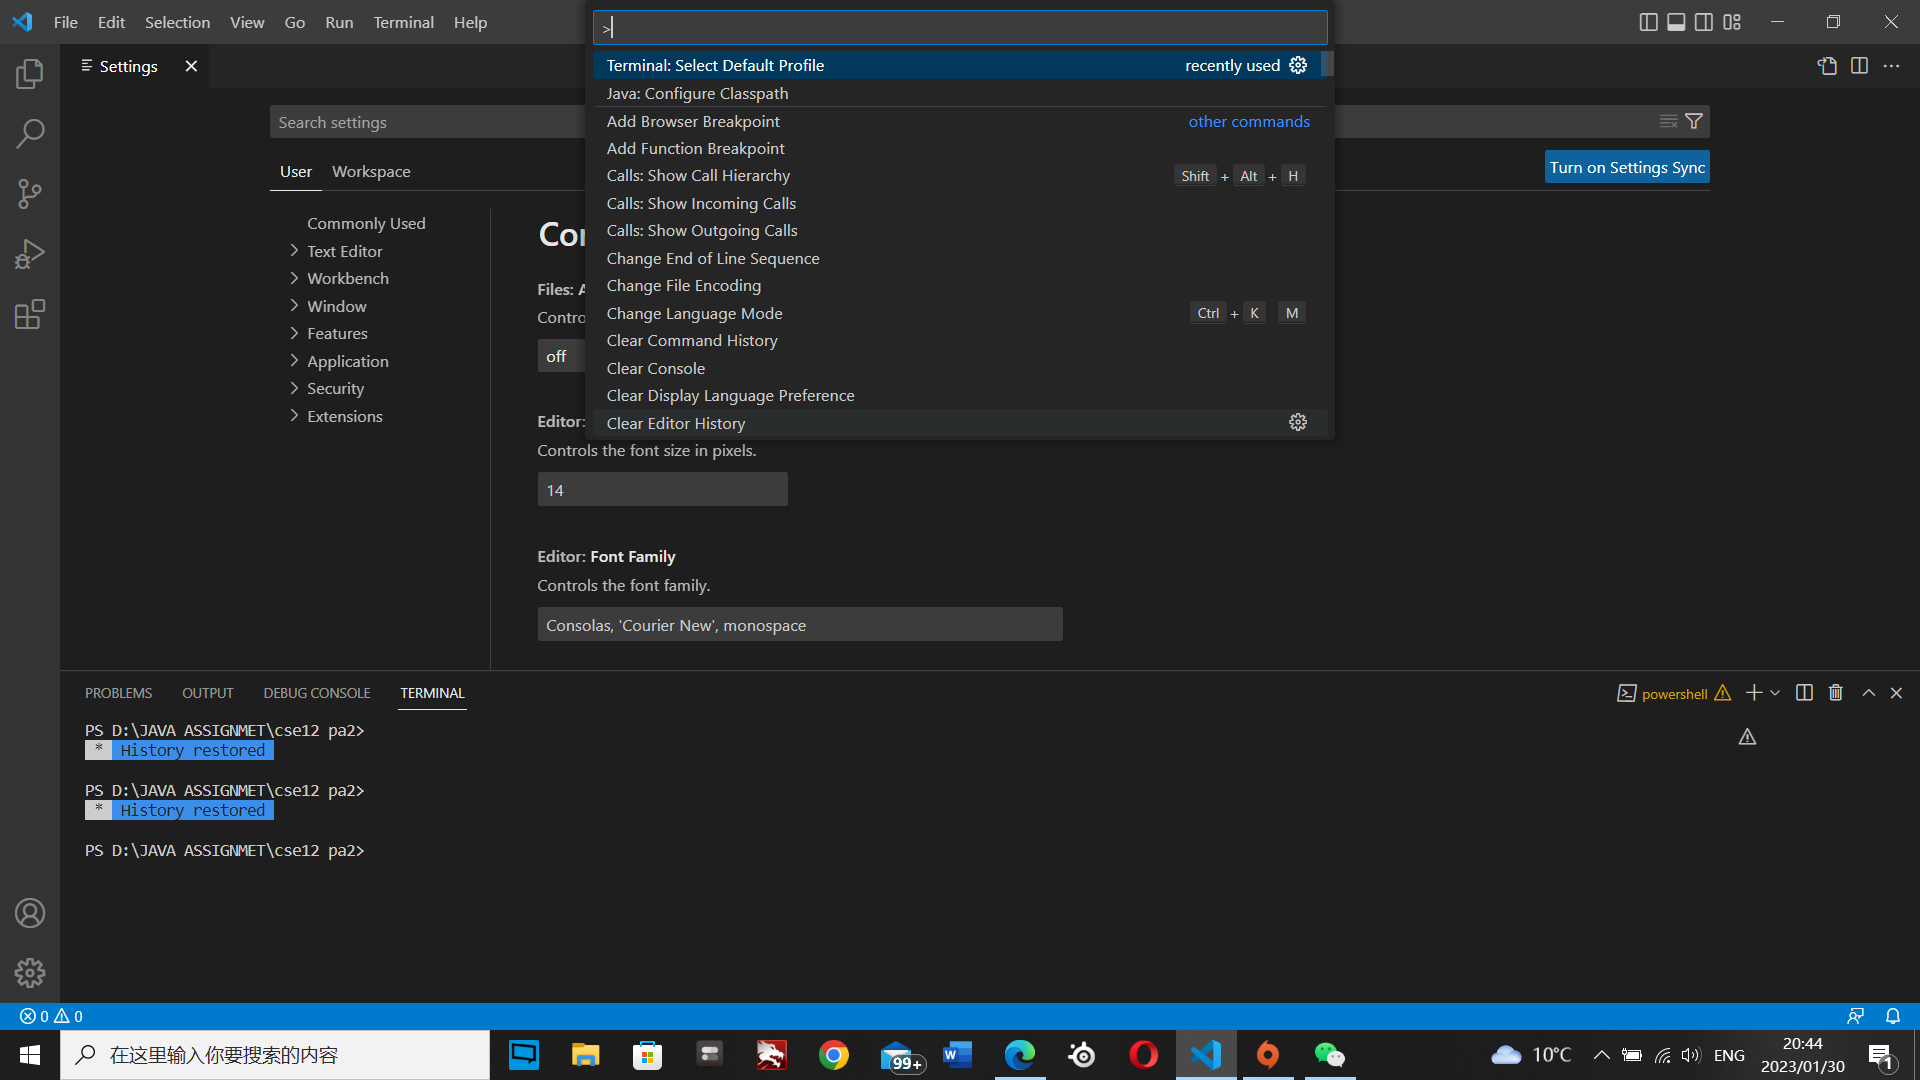 File Edit Selection View Go Run Terminal Help
>
Settings
Terminal: Select Default Profile recently used
Java: Configure Classpath
Add Browser Breakpoint other commands
Add Function Breakpoint
Calls: Show Call Hierarchy Shift + Alt + H
Calls: Show Incoming Calls
Calls: Show Outgoing Calls
Change End of Line Sequence
Change File Encoding
Change Language Mode Ctrl + K M
Clear Command History
Clear Console
Clear Display Language Preference
Clear Editor History
Search settings
User Workspace
Turn on Settings Sync
Commonly Used
Text Editor
Workbench
Window
Features
Application
Security
Extensions
Files:
off
Editor:
Controls the font size in pixels.
14
Editor: Font Family
Controls the font family.
Consolas, 'Courier New', monospace
PROBLEMS OUTPUT DEBUG CONSOLE TERMINAL
powershell
PS D:\JAVA ASSIGNMET\cse12 pa2>
* History restored
PS D:\JAVA ASSIGNMET\cse12 pa2>
* History restored
PS D:\JAVA ASSIGNMET\cse12 pa2>
0 0
在这里输入你要搜索的内容
99+
10°C
ENG
20:44
2023/01/30
1